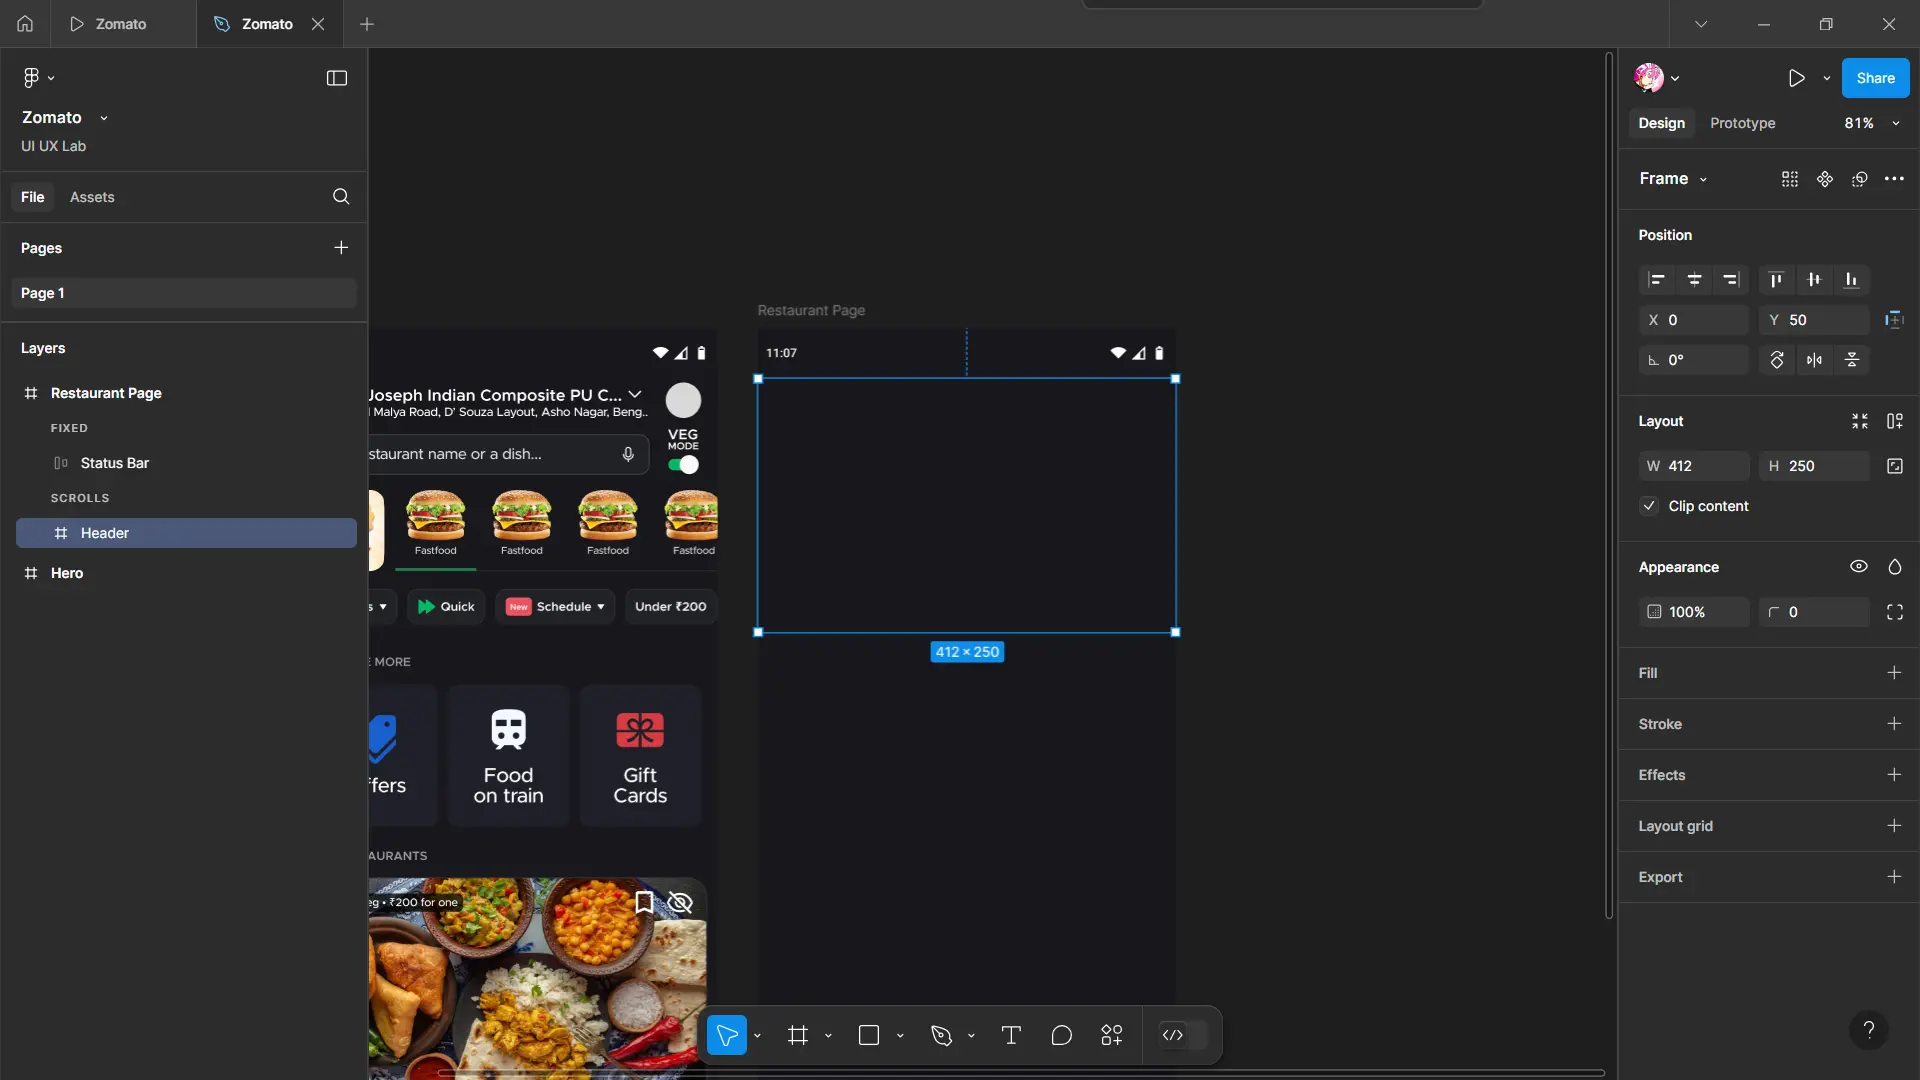 Zomato
Zomato
Zomato
UI UX Lab
File
Assets
Pages
Page 1
Layers
Restaurant Page
FIXED
Status Bar
SCROLLS
Header
Hero
Joseph Indian Composite PU C...
Malya Road, D' Souza Layout, Asho Nagar, Beng..
VEG
MODE
staurant name or a dish...
Fastfood
Fastfood
Fastfood
Fastfood
s
Quick
New
Schedule
Under ₹200
E MORE
ffers
Food
on train
Gift
Cards
AURANTS
eg • ₹200 for one
Restaurant Page
11:07
412 × 250
Share
Design
Prototype
81%
Frame
Position
X 0
Y 50
0°
Layout
W 412
H 250
Clip content
Appearance
100%
0
Fill
Stroke
Effects
Layout grid
Export
?